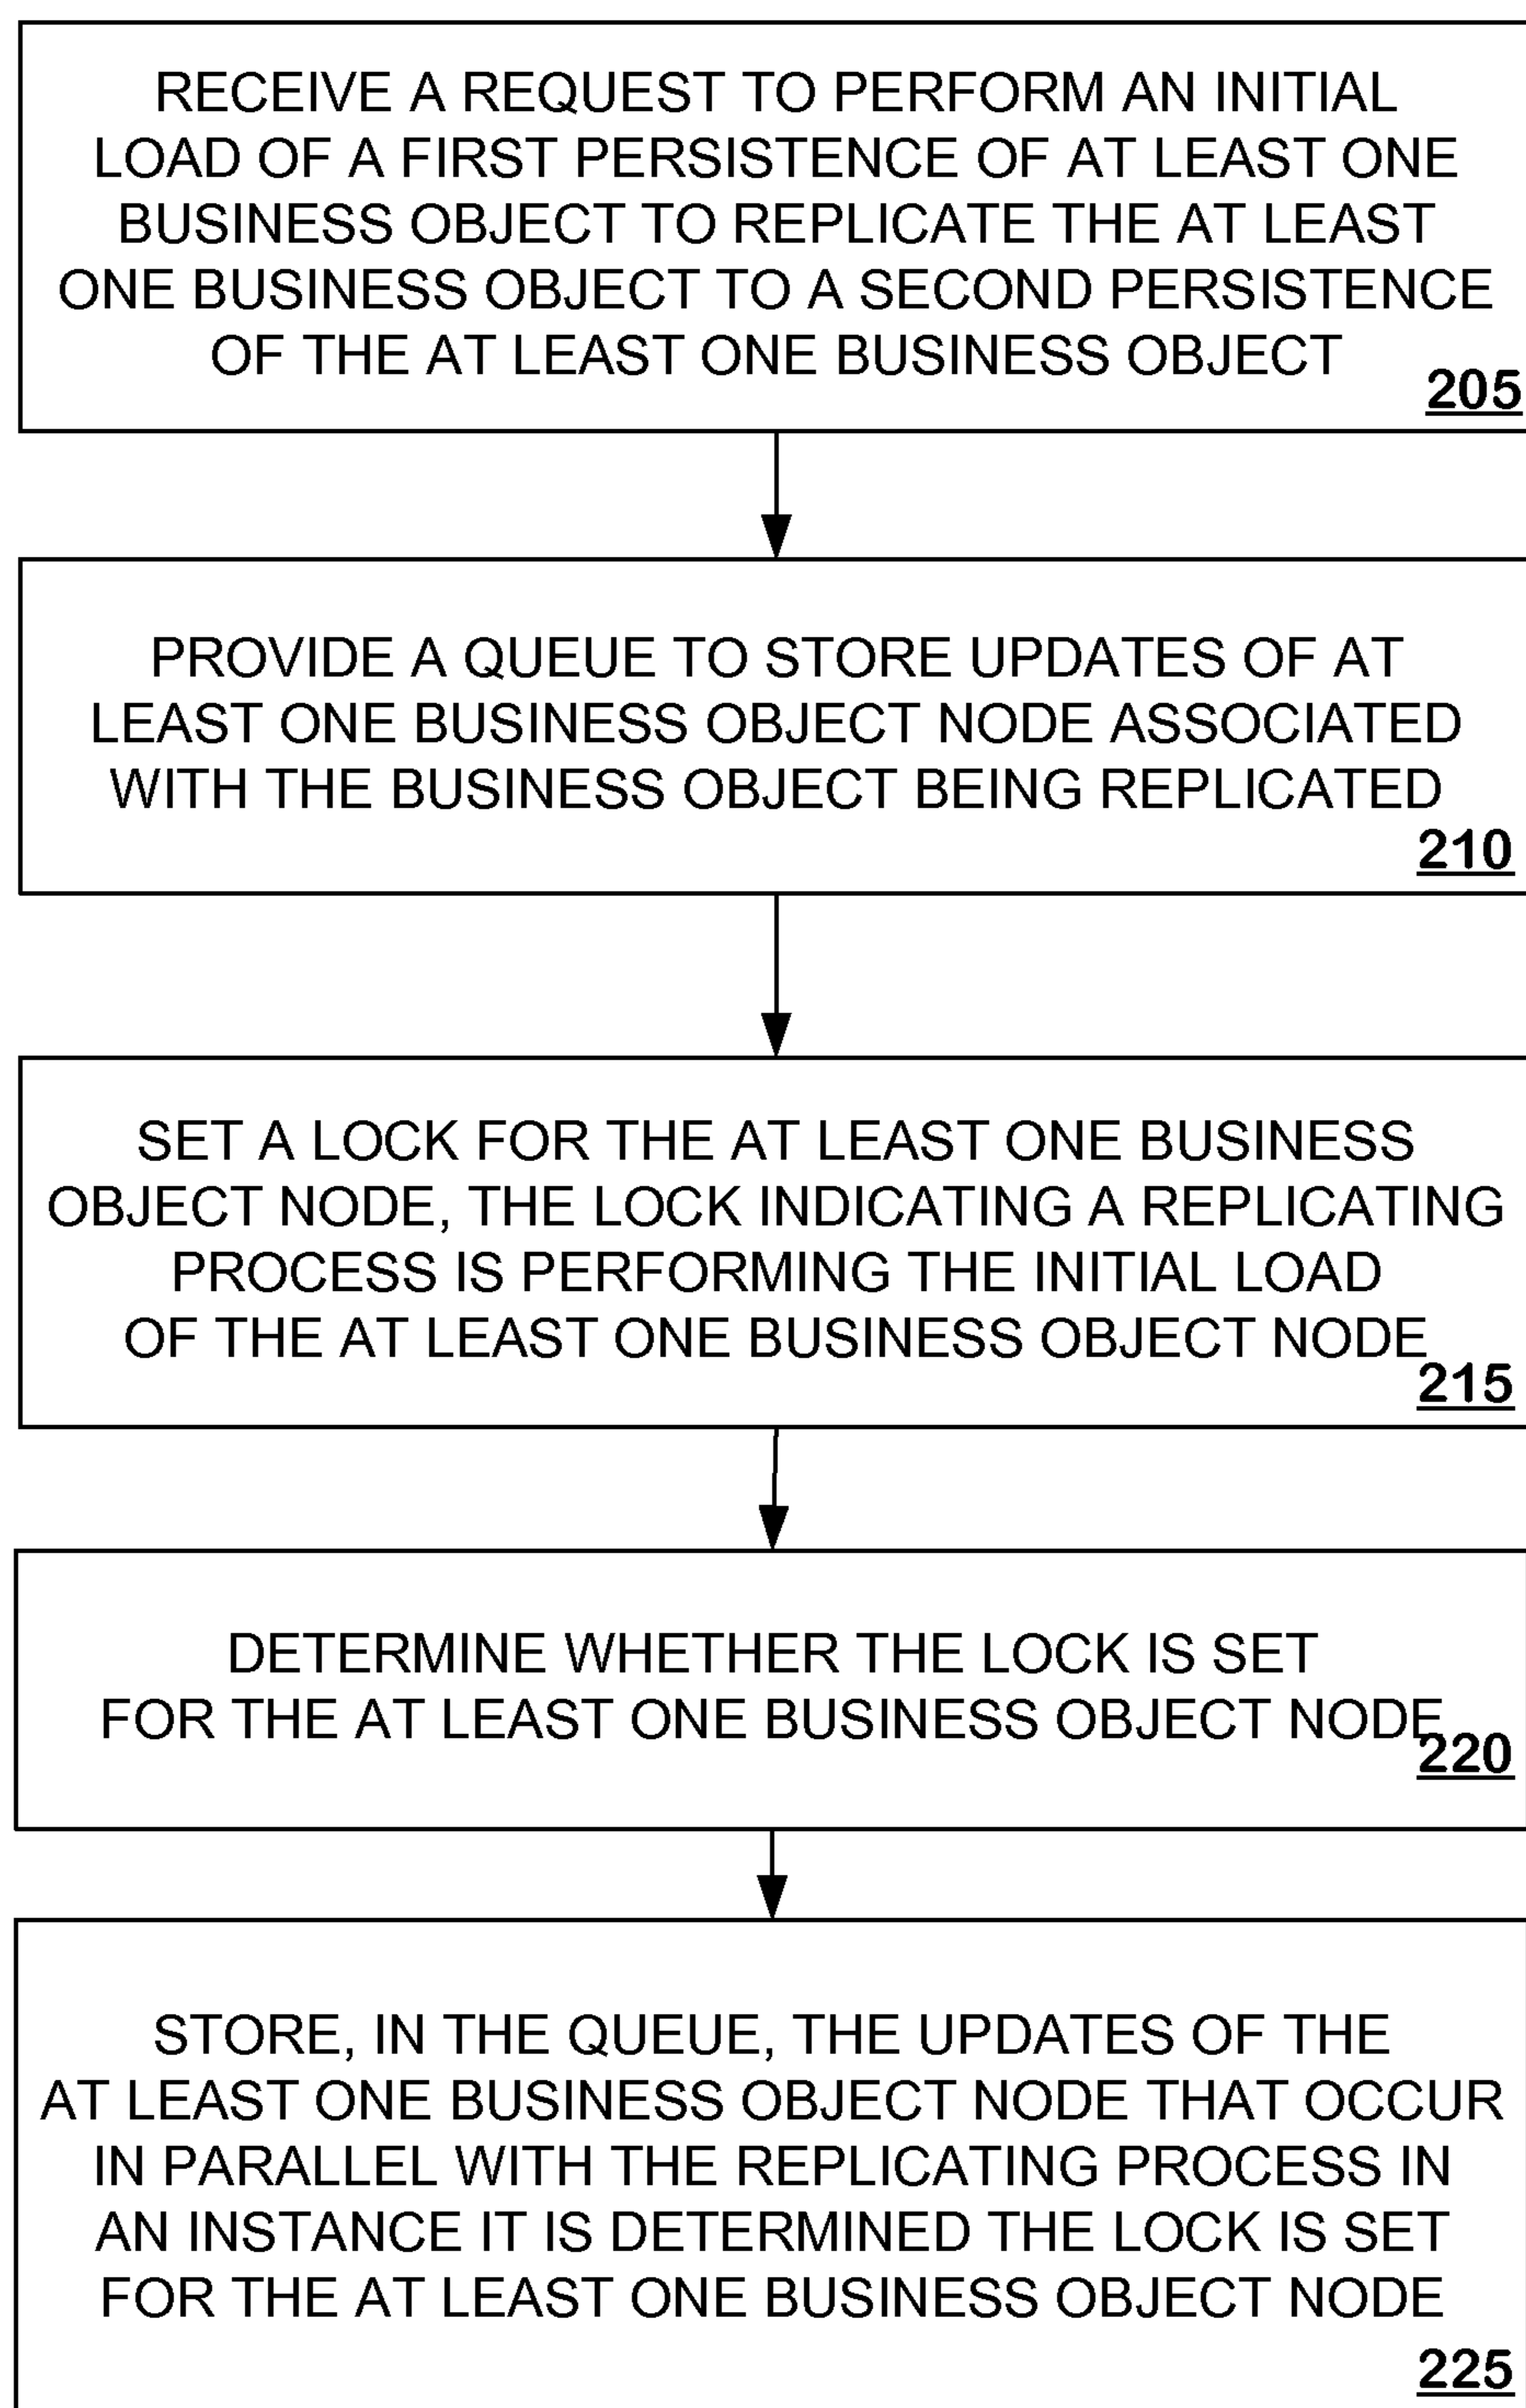 RECEIVE A REQUEST TO PERFORM AN INITIAL
LOAD OF A FIRST PERSISTENCE OF AT LEAST ONE
BUSINESS OBJECT TO REPLICATE THE AT LEAST
ONE BUSINESS OBJECT TO A SECOND PERSISTENCE
OF THE AT LEAST ONE BUSINESS OBJECT
205
PROVIDE A QUEUE TO STORE UPDATES OF AT
LEAST ONE BUSINESS OBJECT NODE ASSOCIATED
WITH THE BUSINESS OBJECT BEING REPLICATED
210
SET A LOCK FOR THE AT LEAST ONE BUSINESS
OBJECT NODE, THE LOCK INDICATING A REPLICATING
PROCESS IS PERFORMING THE INITIAL LOAD
OF THE AT LEAST ONE BUSINESS OBJECT NODE
215
DETERMINE WHETHER THE LOCK IS SET
FOR THE AT LEAST ONE BUSINESS OBJECT NODE
220
STORE, IN THE QUEUE, THE UPDATES OF THE
AT LEAST ONE BUSINESS OBJECT NODE THAT OCCUR
IN PARALLEL WITH THE REPLICATING PROCESS IN
AN INSTANCE IT IS DETERMINED THE LOCK IS SET
FOR THE AT LEAST ONE BUSINESS OBJECT NODE
225